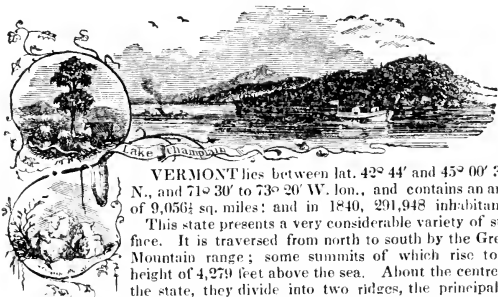 Lake Champlain
VERMONT lies between lat. 42° 44' and 45° 00' 3
N., and 71° 30' to 73° 20' W. lon., and contains an ar
of 9,056¼ sq. miles: and in 1840, 291,948 inhabitan
This state presents a very considerable variety of s
face. It is traversed from north to south by the Gre
Mountain range; some summits of which rise to
height of 4,279 feet above the sea. About the centre
the state, they divide into two ridges, the principal